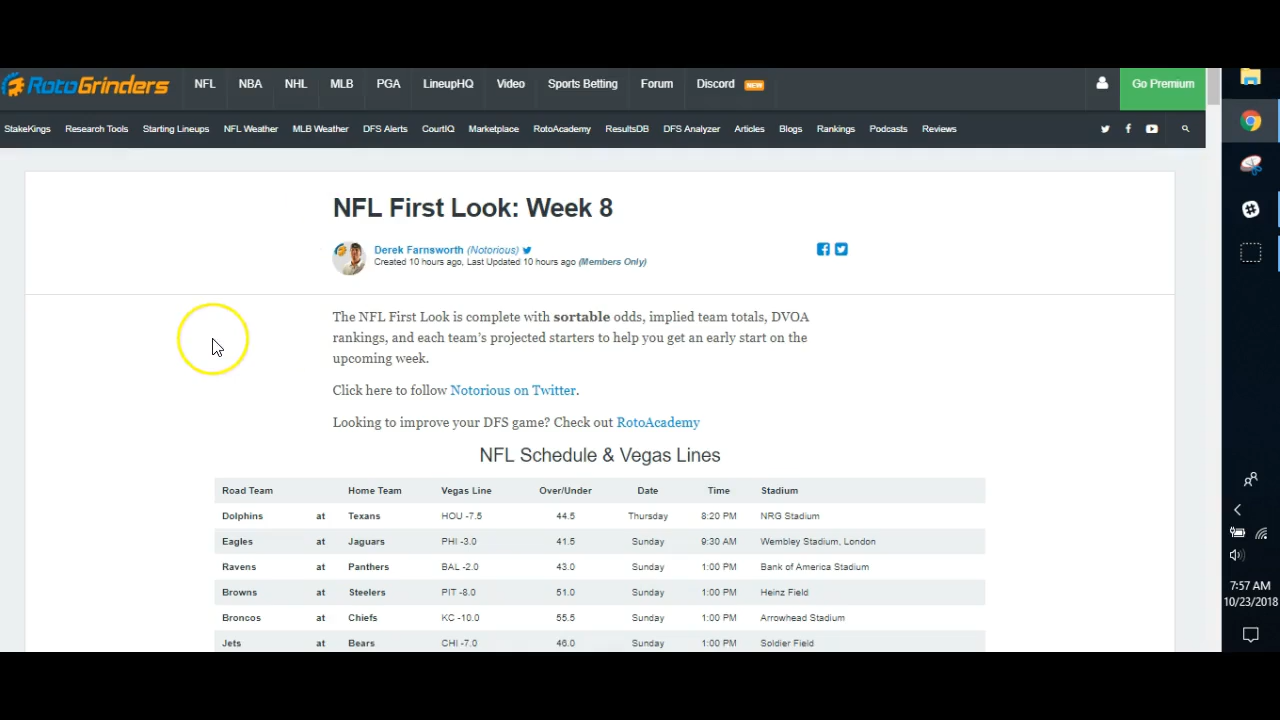 RotoGrinders NFL NBA NHL MLB PGA LineupHQ Video Sports Betting Forum Discord NEW Go Premium
StakeKings Research Tools Starting Lineups NFL Weather MLB Weather DFS Alerts CourtIQ Marketplace RotoAcademy ResultsDB DFS Analyzer Articles Blogs Rankings Podcasts Reviews
NFL First Look: Week 8
Derek Farnsworth (Notorious)
Created 10 hours ago, Last Updated 10 hours ago (Members Only)
The NFL First Look is complete with sortable odds, implied team totals, DVOA
rankings, and each team's projected starters to help you get an early start on the
upcoming week.
Click here to follow Notorious on Twitter.
Looking to improve your DFS game? Check out RotoAcademy
NFL Schedule & Vegas Lines
Road Team Home Team Vegas Line Over/Under Date Time Stadium
Dolphins at Texans HOU -7.5 44.5 Thursday 8:20 PM NRG Stadium
Eagles at Jaguars PHI -3.0 41.5 Sunday 9:30 AM Wembley Stadium, London
Ravens at Panthers BAL -2.0 43.0 Sunday 1:00 PM Bank of America Stadium
Browns at Steelers PIT -8.0 51.0 Sunday 1:00 PM Heinz Field
Broncos at Chiefs KC -10.0 55.5 Sunday 1:00 PM Arrowhead Stadium
Jets at Bears CHI -7.0 46.0 Sunday 1:00 PM Soldier Field
7:57 AM
10/23/2018